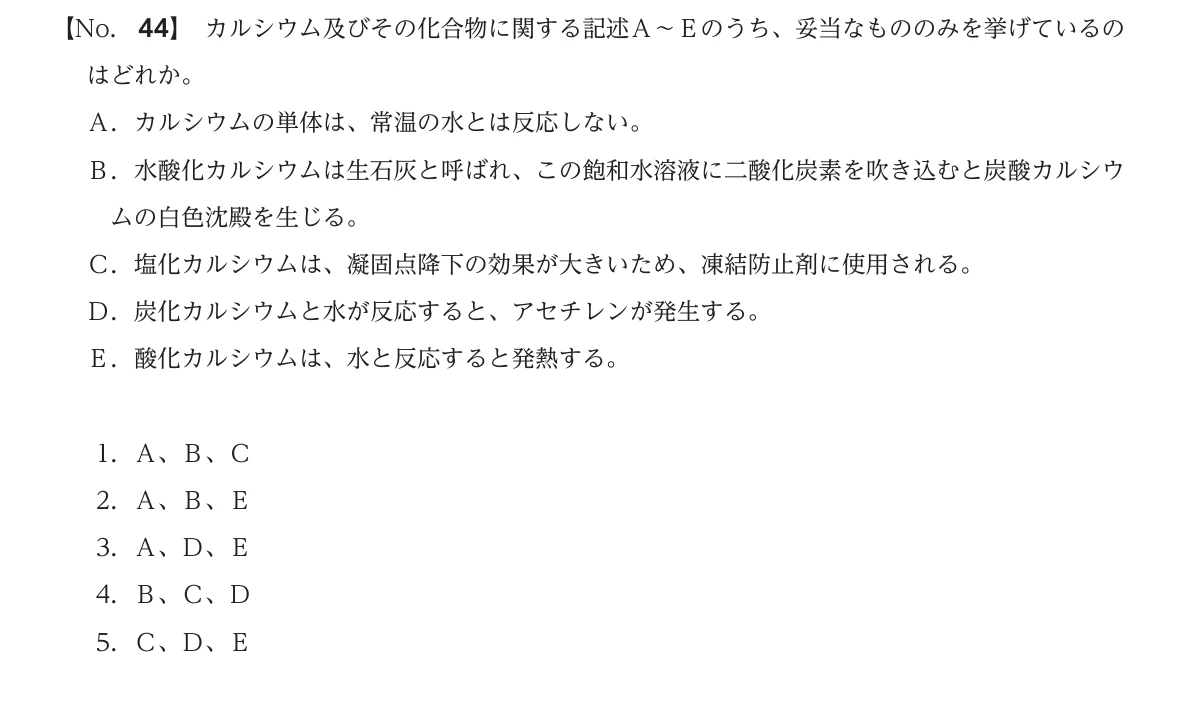 【No. 44】 カルシウム及びその化合物に関する記述A～Eのうち、妥当なもののみを挙げているの
はどれか。
A．カルシウムの単体は、常温の水とは反応しない。
B．水酸化カルシウムは生石灰と呼ばれ、この飽和水溶液に二酸化炭素を吹き込むと炭酸カルシウ
ムの白色沈殿を生じる。
C．塩化カルシウムは、凝固点降下の効果が大きいため、凍結防止剤に使用される。
D．炭化カルシウムと水が反応すると、アセチレンが発生する。
E．酸化カルシウムは、水と反応すると発熱する。
1．A、B、C
2．A、B、E
3．A、D、E
4．B、C、D
5．C、D、E